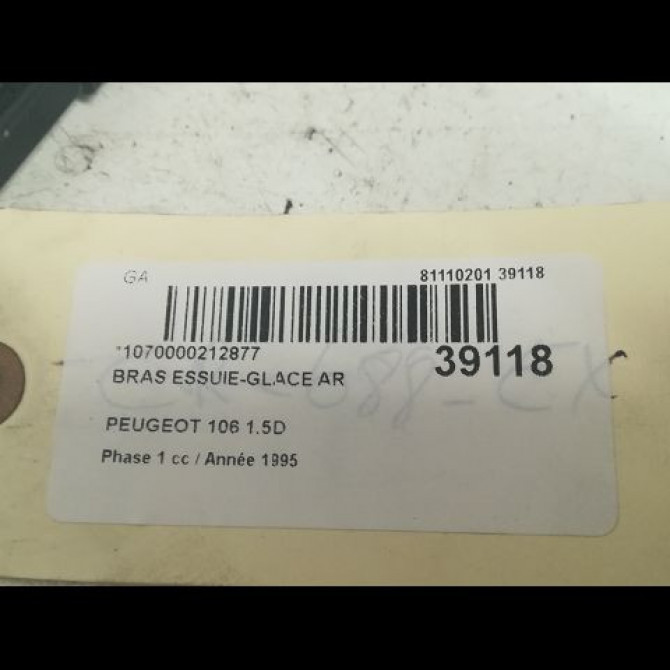 GA 81110201 39118
*1070000212877
39118
BRAS ESSUIE-GLACE AR
PEUGEOT 106 1.5D
Phase 1 cc / Année 1995